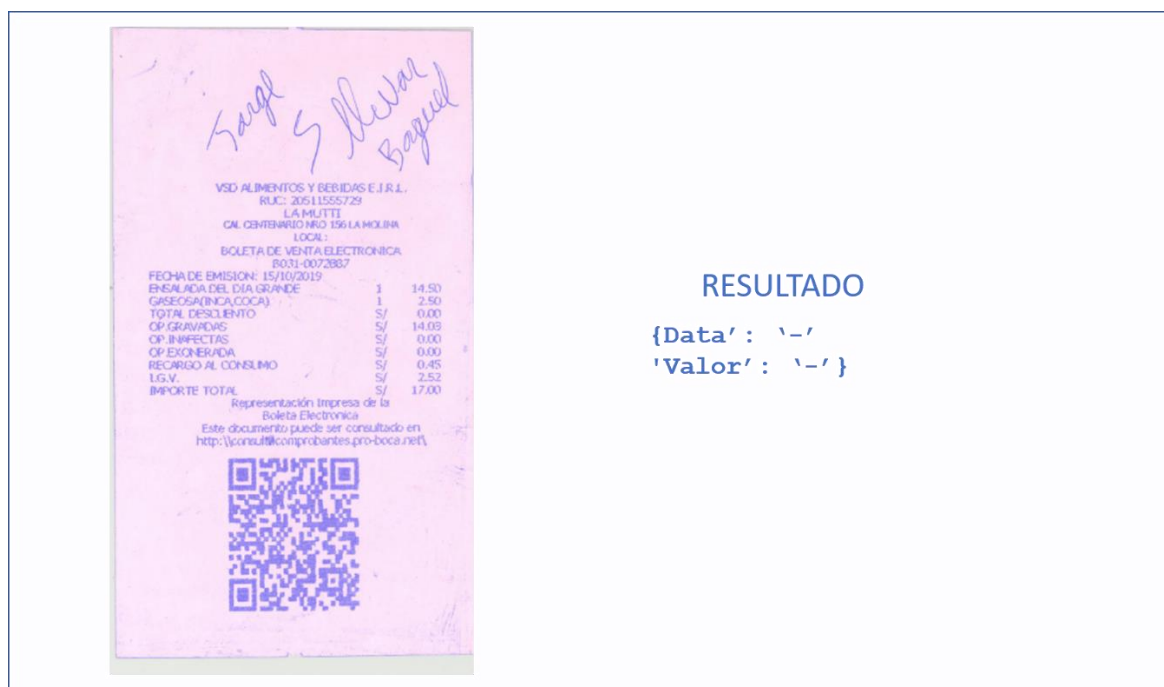 Jorge
S llevar
Baguel
VSD ALIMENTOS Y BEBIDAS E.I.R.L.
RUC: 20511555729
LA MUTTI
CAL. CENTENARIO NRO 156 LA MOLINA
LOCAL:
BOLETA DE VENTA ELECTRONICA
B031-0072887
FECHA DE EMISION: 15/10/2019
ENSALADA DEL DIA GRANDE 1 14.50
GASEOSA(INCA,COCA) 1 2.50
TOTAL DESCUENTO S/ 0.00
OP.GRAVADAS S/ 14.03
OP.INAFECTAS S/ 0.00
OP.EXONERADA S/ 0.00
RECARGO AL CONSUMO S/ 0.45
I.G.V. S/ 2.52
IMPORTE TOTAL S/ 17.00
Representación Impresa de la
Boleta Electronica
Este documento puede ser consultado en
RESULTADO
{Data’: ‘-’
'Valor’: ‘-’}